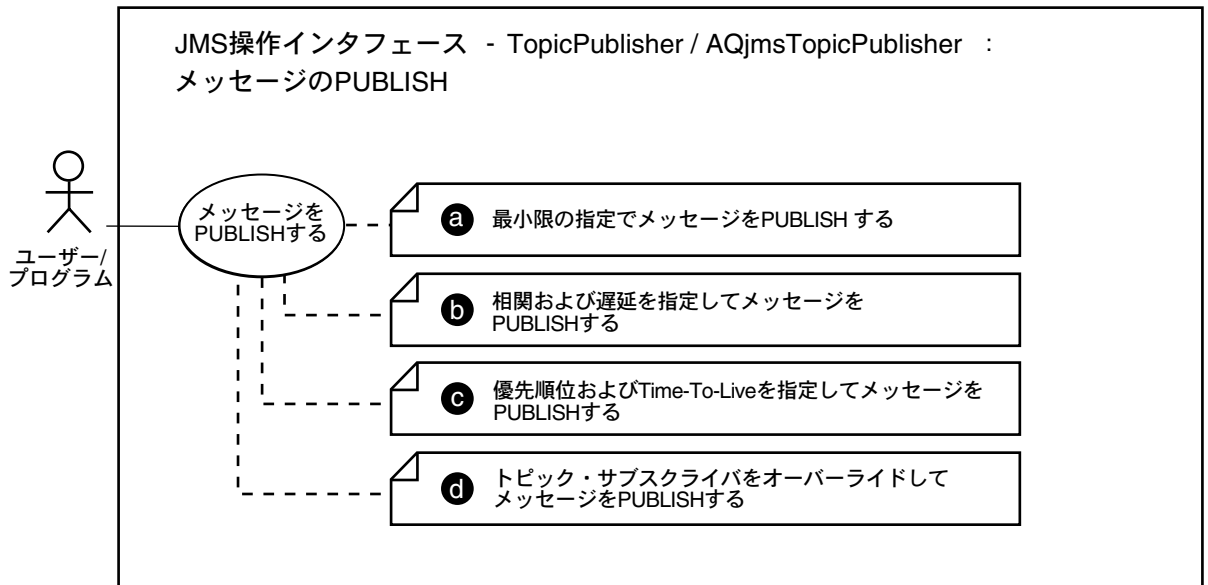 JMS操作インタフェース - TopicPublisher / AQjmsTopicPublisher :
メッセージのPUBLISH
メッセージを
PUBLISHする
ユーザー/
プログラム
a 最小限の指定でメッセージをPUBLISH する
b 相関および遅延を指定してメッセージを
PUBLISHする
c 優先順位およびTime-To-Liveを指定してメッセージを
PUBLISHする
d トピック・サブスクライバをオーバーライドして
メッセージをPUBLISHする